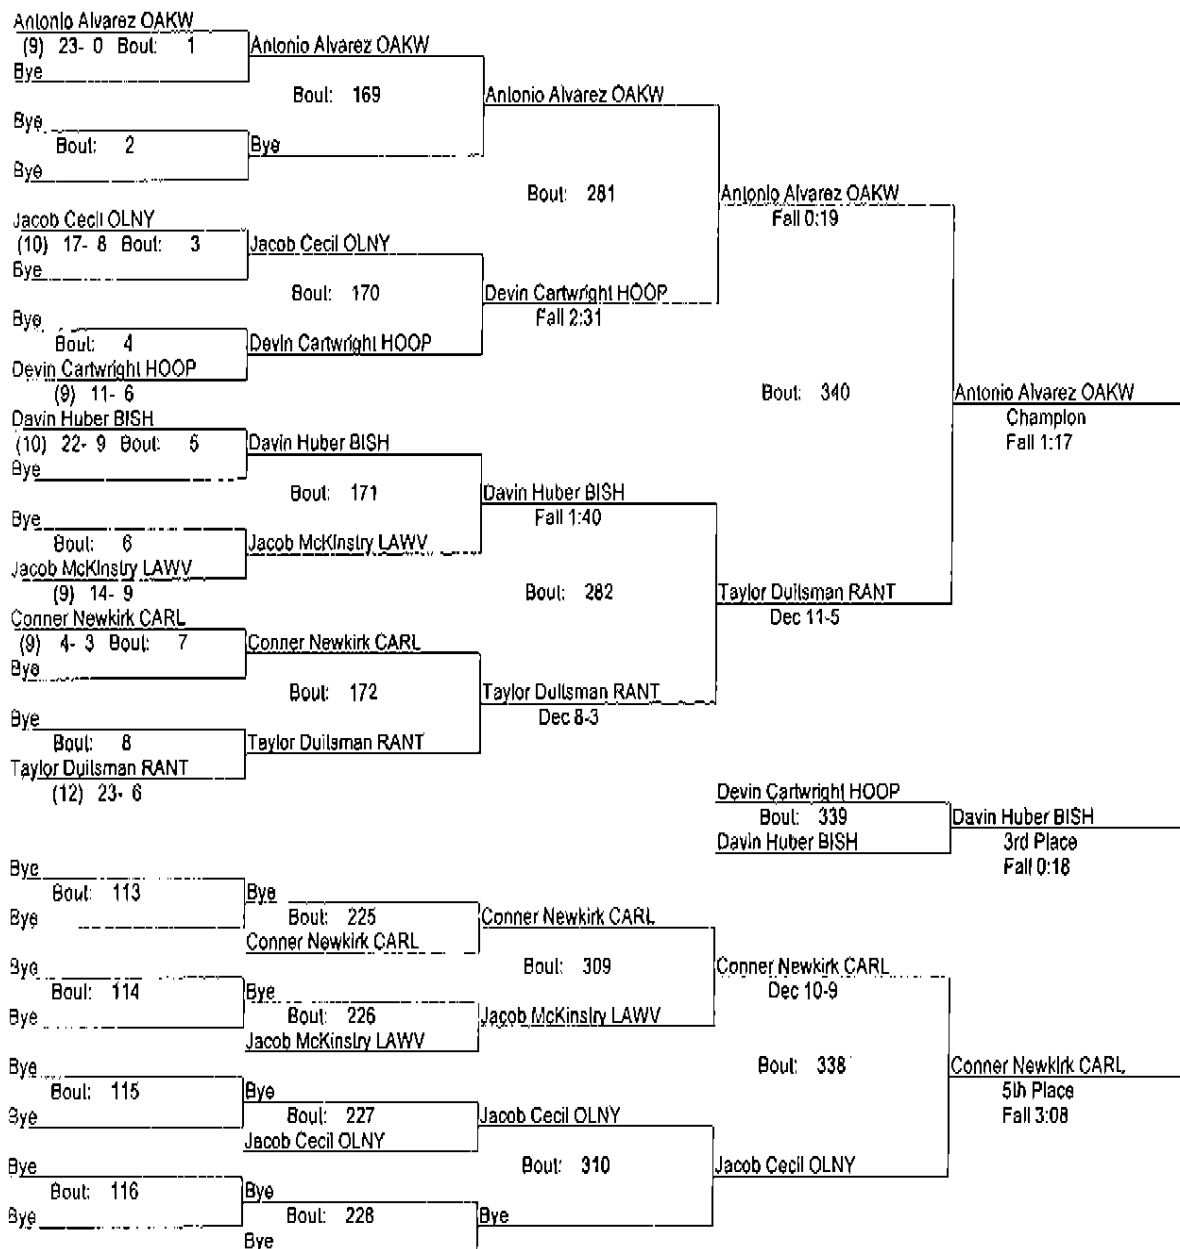 Antonio Alvarez OAKW
(9) 23- 0 Bout: 1
Bye
Antonio Alvarez OAKW
Bout: 169
Bye
Bout: 2
Bye
Bye
Antonio Alvarez OAKW
Bout: 281
Jacob Cecil OLNY
(10) 17- 8 Bout: 3
Bye
Jacob Cecil OLNY
Bout: 170
Bye
Bout: 4
Devin Cartwright HOOP
(9) 11- 6
Devin Cartwright HOOP
Devin Cartwright HOOP
Fall 2:31
Antonio Alvarez OAKW
Fall 0:19
Bout: 340
Davin Huber BISH
(10) 22- 9 Bout: 5
Bye
Davin Huber BISH
Bout: 171
Bye
Bout: 6
Jacob McKinstry LAWV
(9) 14- 9
Jacob McKinstry LAWV
Davin Huber BISH
Fall 1:40
Bout: 282
Conner Newkirk CARL
(9) 4- 3 Bout: 7
Bye
Conner Newkirk CARL
Bout: 172
Bye
Bout: 8
Taylor Duitsman RANT
(12) 23- 6
Taylor Duitsman RANT
Taylor Duitsman RANT
Dec 8-3
Taylor Duitsman RANT
Dec 11-5
Antonio Alvarez OAKW
Champion
Fall 1:17
Devin Cartwright HOOP
Bout: 339
Davin Huber BISH
Davin Huber BISH
3rd Place
Fall 0:18
Bye
Bout: 113
Bye
Bye
Bout: 225
Conner Newkirk CARL
Conner Newkirk CARL
Bout: 309
Bye
Bout: 114
Bye
Bye
Bout: 226
Jacob McKinstry LAWV
Jacob McKinstry LAWV
Conner Newkirk CARL
Dec 10-9
Bout: 338
Bye
Bout: 115
Bye
Bye
Bout: 227
Jacob Cecil OLNY
Jacob Cecil OLNY
Bout: 310
Bye
Bout: 116
Bye
Bye
Bout: 228
Bye
Bye
Jacob Cecil OLNY
Conner Newkirk CARL
5th Place
Fall 3:08